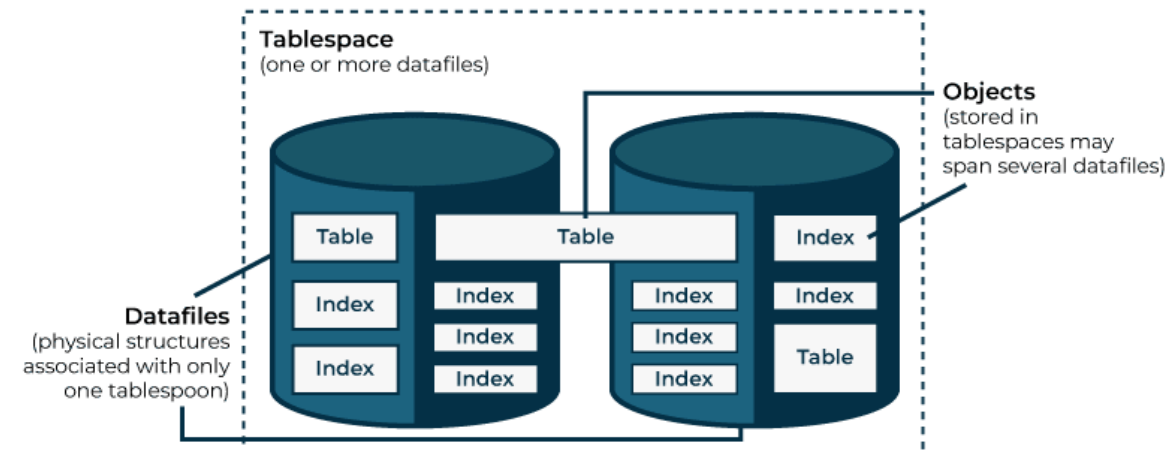 Tablespace
(one or more datafiles)
Objects
(stored in
tablespaces may
span several datafiles)
Table
Table
Index
Index
Index
Index
Index
Index
Index
Index
Table
Index
Index
Index
Datafiles
(physical structures
associated with only
one tablespoon)